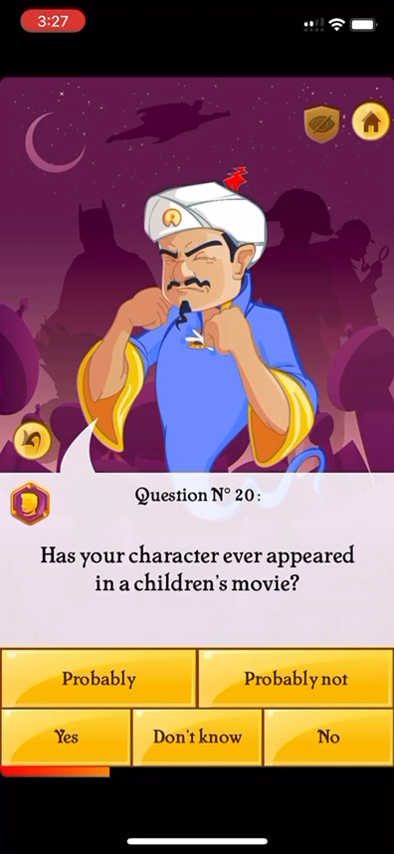 3:27
Question N° 20:
Has your character ever appeared
in a children's movie?
Probably
Probably not
Yes
Don't know
No